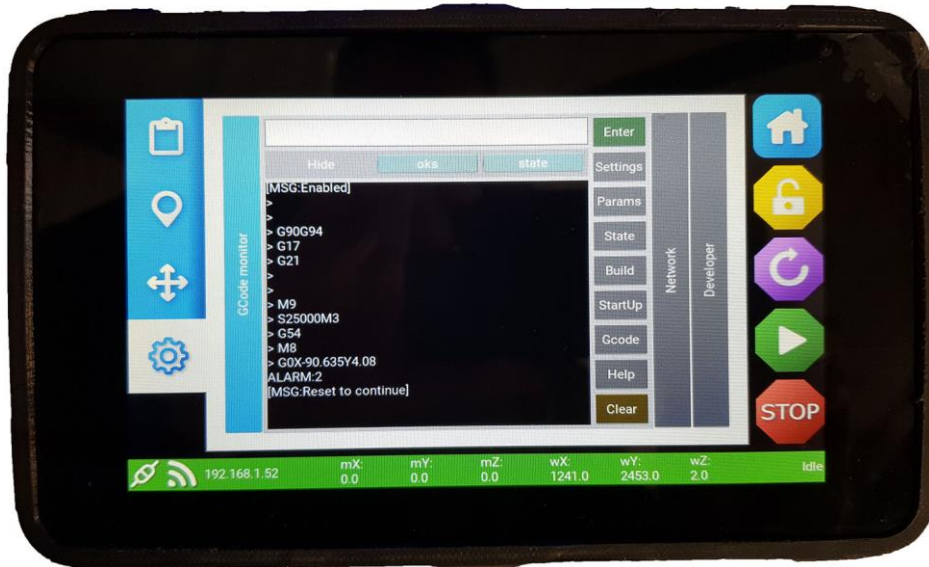 GCode monitor
Enter
Hide oks state
Settings
[MSG:Enabled]
>
>
> G90G94
> G17
> G21
>
>
> M9
> S25000M3
> G54
> M8
> G0X-90.635Y4.08
ALARM:2
[MSG:Reset to continue]
Params
State
Build
StartUp
Gcode
Help
Clear
Network
Developer
STOP
192.168.1.52
mX: mY: mZ: wX: wY: wZ:
0.0 0.0 0.0 1241.0 2453.0 2.0
Idle